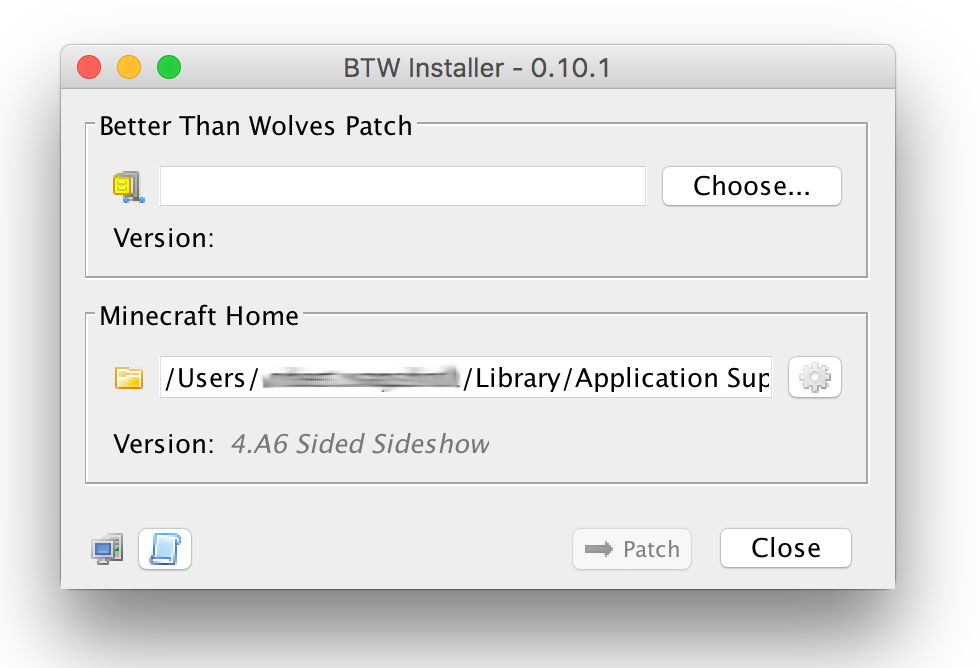 BTW Installer - 0.10.1
Better Than Wolves Patch
Choose...
Version:
Minecraft Home
/Users/ /Library/Application Sup
Version: 4.A6 Sided Sideshow
Patch Close